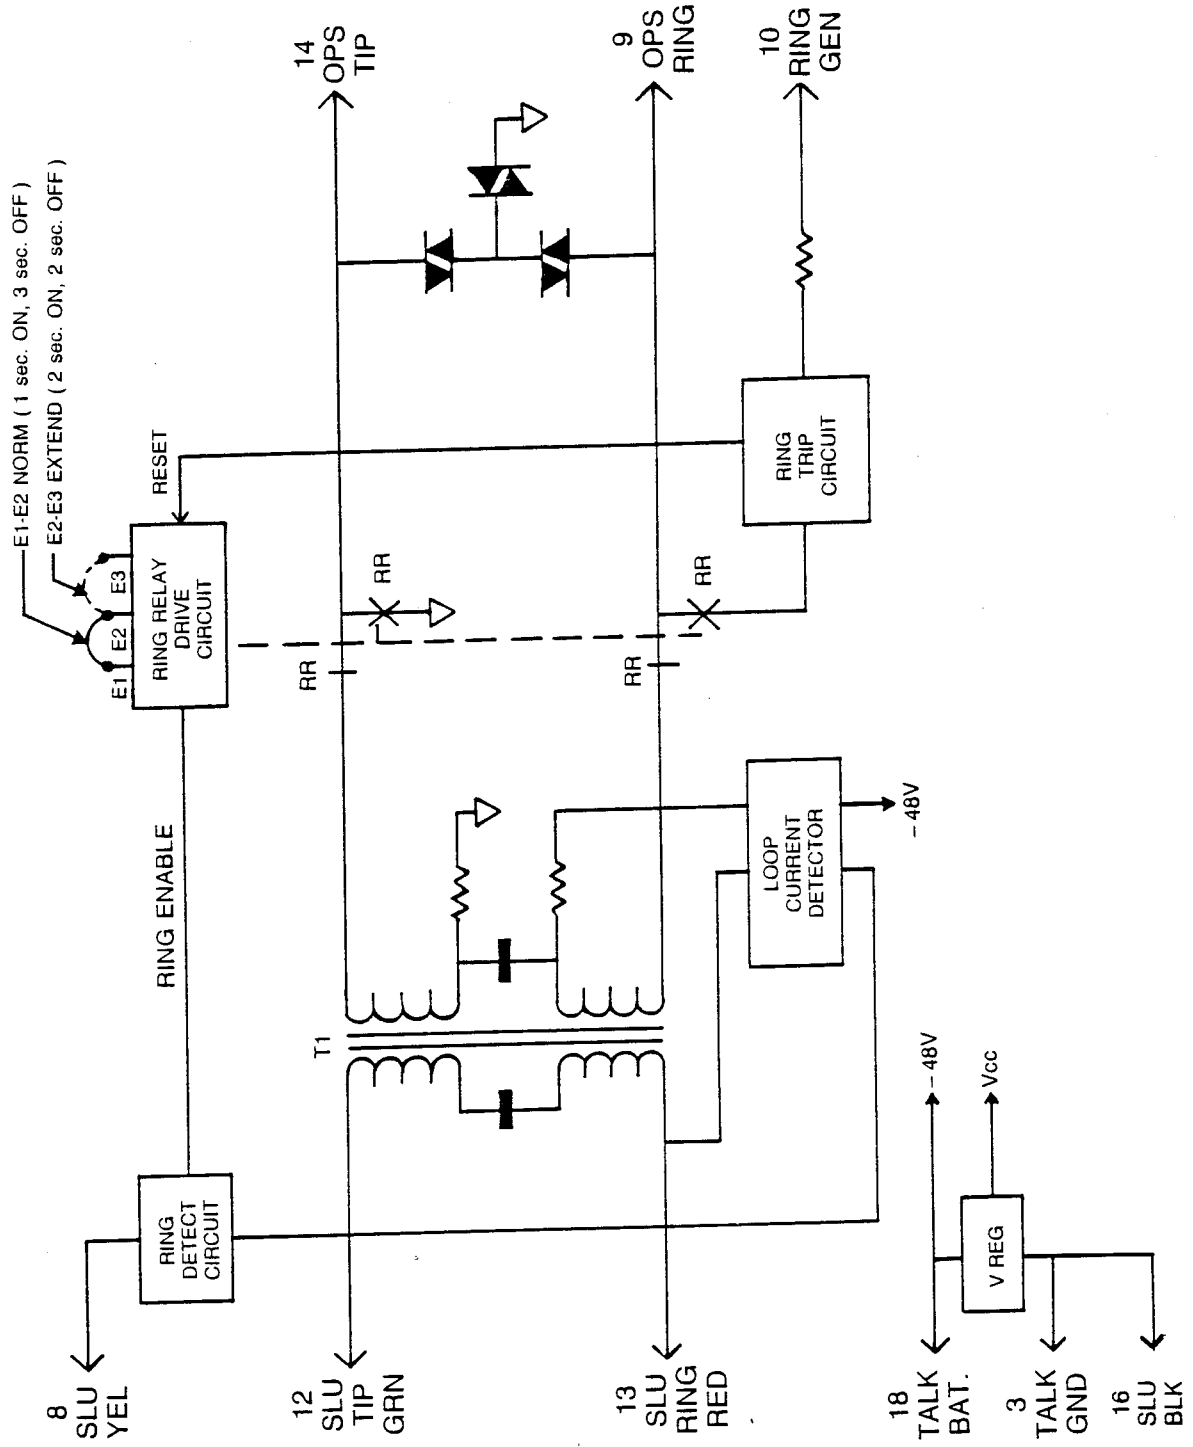 E1-E2 NORM ( 1 sec. ON, 3 sec. OFF )
E2-E3 EXTEND ( 2 sec. ON, 2 sec. OFF )
8
SLU
YEL
RING
DETECT
CIRCUIT
RING ENABLE
E1
E2
E3
RING RELAY
DRIVE
CIRCUIT
RESET
12
SLU
TIP
GRN
T1
RR
RR
14
OPS
TIP
13
SLU
RING
RED
RR
RR
9
OPS
RING
LOOP
CURRENT
DETECTOR
-48V
RING
TRIP
CIRCUIT
10
RING
GEN
18
TALK
BAT.
-48V
V REG
Vcc
3
TALK
GND
16
SLU
BLK